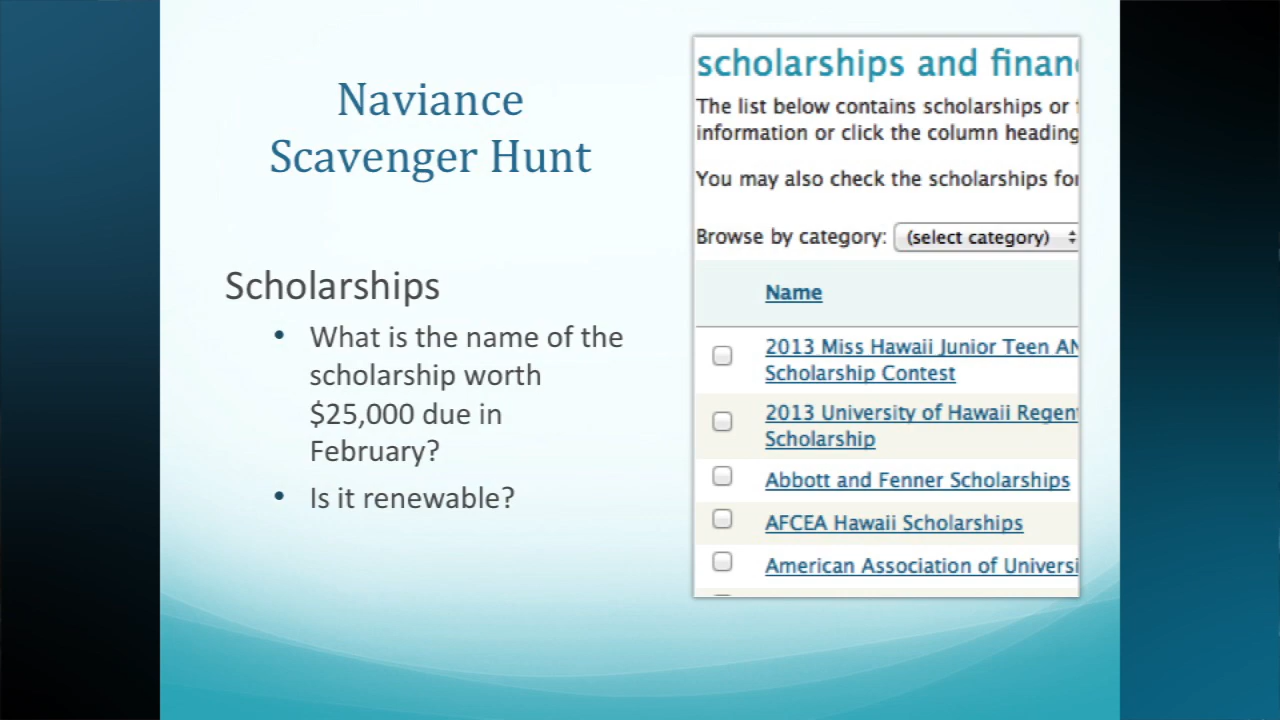 Naviance
Scavenger Hunt
Scholarships
• What is the name of the
scholarship worth
$25,000 due in
February?
• Is it renewable?
scholarships and finan
The list below contains scholarships or
information or click the column heading
You may also check the scholarships for
Browse by category: (select category)
Name
2013 Miss Hawaii Junior Teen AN
Scholarship Contest
2013 University of Hawaii Regent
Scholarship
Abbott and Fenner Scholarships
AFCEA Hawaii Scholarships
American Association of Universi